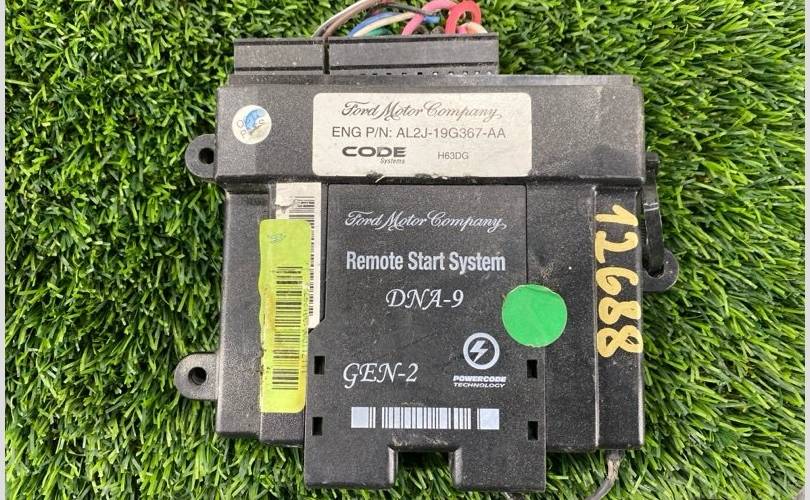 Ford Motor Company
ENG P/N: AL2J-19G367-AA
CODE
Systems
H63DG
Ford Motor Company
Remote Start System
DNA-9
GEN-2
POWERCODE
TECHNOLOGY
12688